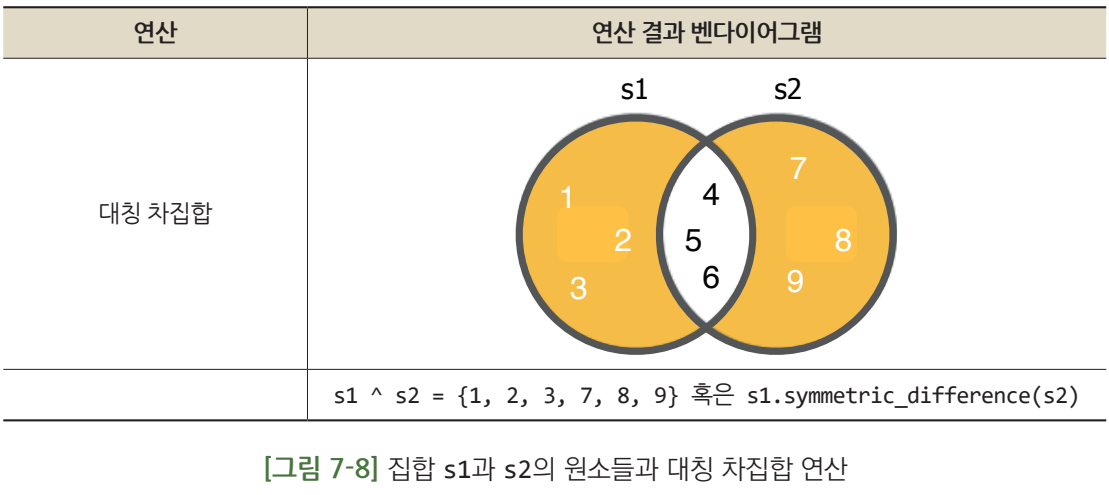 연산 연산 결과 벤다이어그램
s1 s2
대칭 차집합
1 4 7
2 5 8
3 6 9
s1 ^ s2 = {1, 2, 3, 7, 8, 9} 혹은 s1.symmetric_difference(s2)
[그림 7-8] 집합 s1과 s2의 원소들과 대칭 차집합 연산